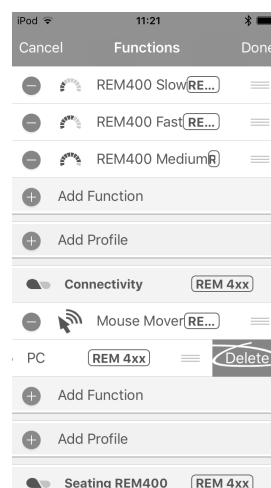 iPod 11:21
Cancel Functions Done
REM400 Slow RE...
REM400 Fast RE...
REM400 Medium R
Add Function
Add Profile
Connectivity REM 4xx
Mouse Mover RE...
PC REM 4xx Delete
Add Function
Add Profile
Seating REM400 REM 4xx